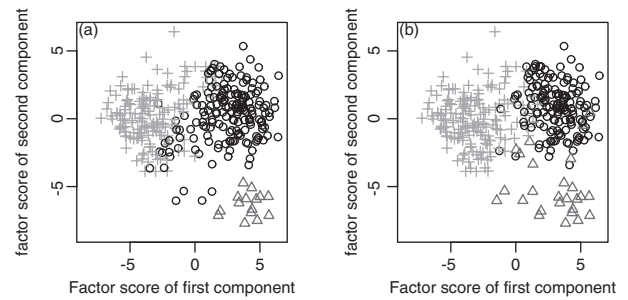 (a)
factor score of second component
5
0
-5
-5
0
5
Factor score of first component
(b)
factor score of second component
5
0
-5
-5
0
5
Factor score of first component